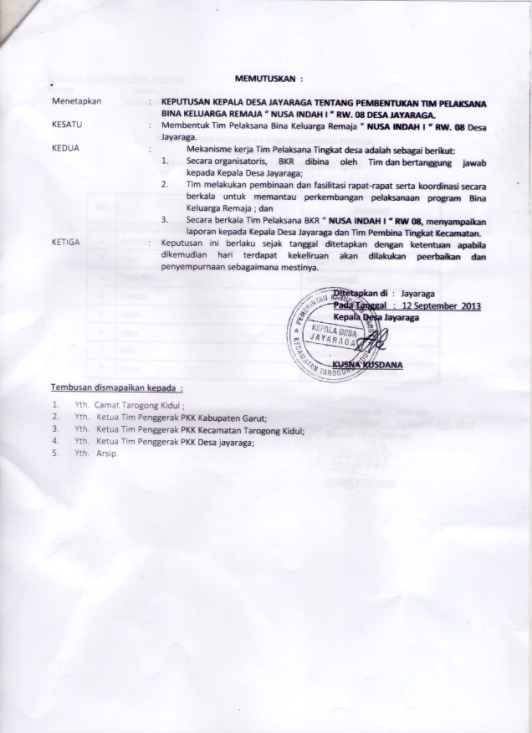 MEMUTUSKAN :
Menetapkan : KEPUTUSAN KEPALA DESA JAYARAGA TENTANG PEMBENTUKAN TIM PELAKSANA
BINA KELUARGA REMAJA " NUSA INDAH I " RW. 08 DESA JAYARAGA.
KESATU : Membentuk Tim Pelaksana Bina Keluarga Remaja " NUSA INDAH I " RW. 08 Desa
Jayaraga.
KEDUA : Mekanisme kerja Tim Pelaksana Tingkat desa adalah sebagai berikut:
1. Secara organisatoris, BKR dibina oleh Tim dan bertanggung jawab
kepada Kepala Desa Jayaraga;
2. Tim melakukan pembinaan dan fasilitasi rapat-rapat serta koordinasi secara
berkala untuk memantau perkembangan pelaksanaan program Bina
Keluarga Remaja ; dan
3. Secara berkala Tim Pelaksana BKR " NUSA INDAH I " RW 08, menyampaikan
laporan kepada Kepala Desa Jayaraga dan Tim Pembina Tingkat Kecamatan.
KETIGA : Keputusan ini berlaku sejak tanggal ditetapkan dengan ketentuan apabila
dikemudian hari terdapat kekeliruan akan dilakukan peerbaikan dan
penyempurnaan sebagaimana mestinya.
Ditetapkan di : Jayaraga
Pada Tanggal : 12 September 2013
Kepala Desa Jayaraga
KEPALA DESA
JAYARAGA
KUSNA KUSDANA
Tembusan dismapaikan kepada :
1. Yth. Camat Tarogong Kidul ;
2. Yth. Ketua Tim Penggerak PKK Kabupaten Garut;
3. Yth. Ketua Tim Penggerak PKK Kecamatan Tarogong Kidul;
4. Yth. Ketua Tim Penggerak PKK Desa jayaraga;
5. Yth. Arsip.